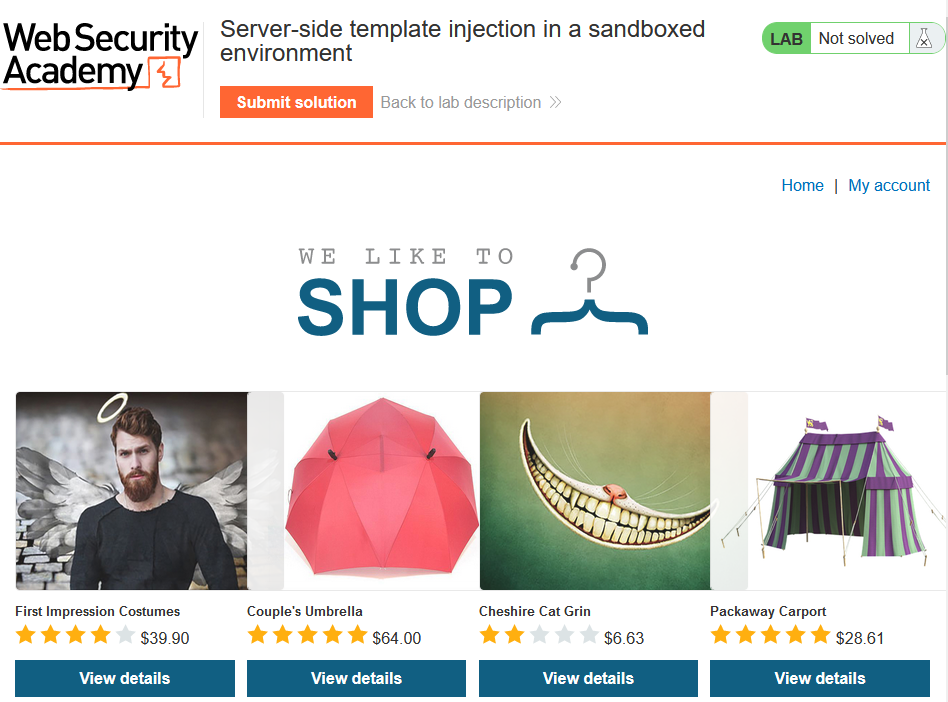 Web Security
Academy
Server-side template injection in a sandboxed
environment
LAB Not solved
Submit solution Back to lab description
Home | My account
WE LIKE TO
SHOP
First Impression Costumes
$39.90
View details
Couple's Umbrella
$64.00
View details
Cheshire Cat Grin
$6.63
View details
Packaway Carport
$28.61
View details